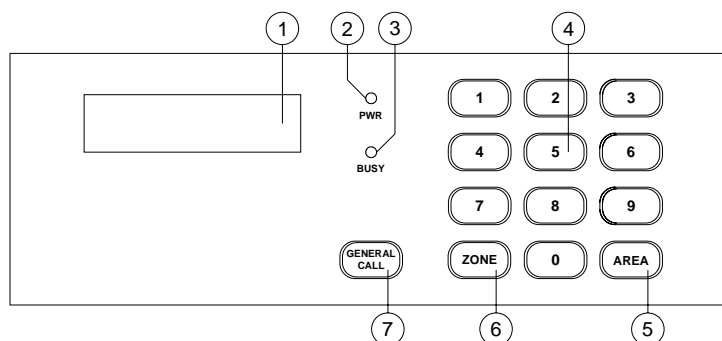 1 2 3 4
PWR
BUSY
1 2 3
4 5 6
7 8 9
GENERAL
CALL
ZONE 0 AREA
7 6 5